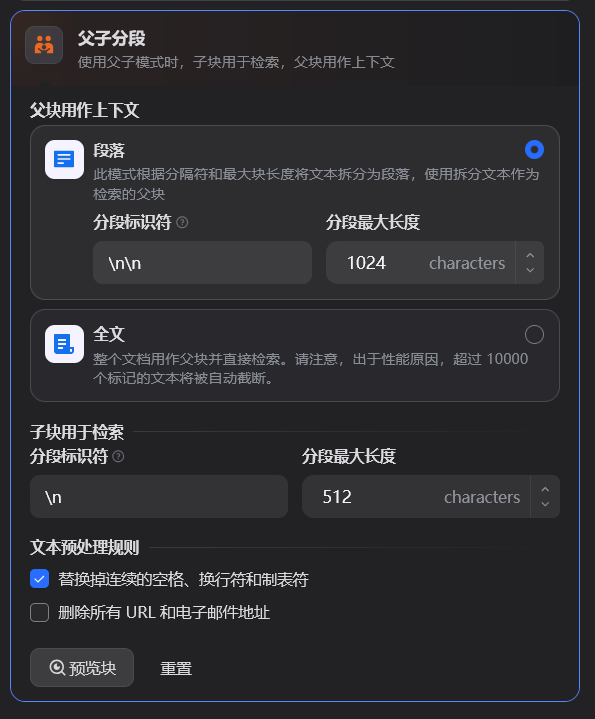 父子分段
使用父子模式时，子块用于检索，父块用作上下文
父块用作上下文
段落
此模式根据分隔符和最大块长度将文本拆分为段落，使用拆分文本作为
检索的父块
分段标识符 分段最大长度
\n\n 1024 characters
全文
整个文档用作父块并直接检索。请注意，出于性能原因，超过 10000
个标记的文本将被自动截断。
子块用于检索
分段标识符 分段最大长度
\n 512 characters
文本预处理规则
替换掉连续的空格、换行符和制表符
删除所有 URL 和电子邮件地址
预览块 重置